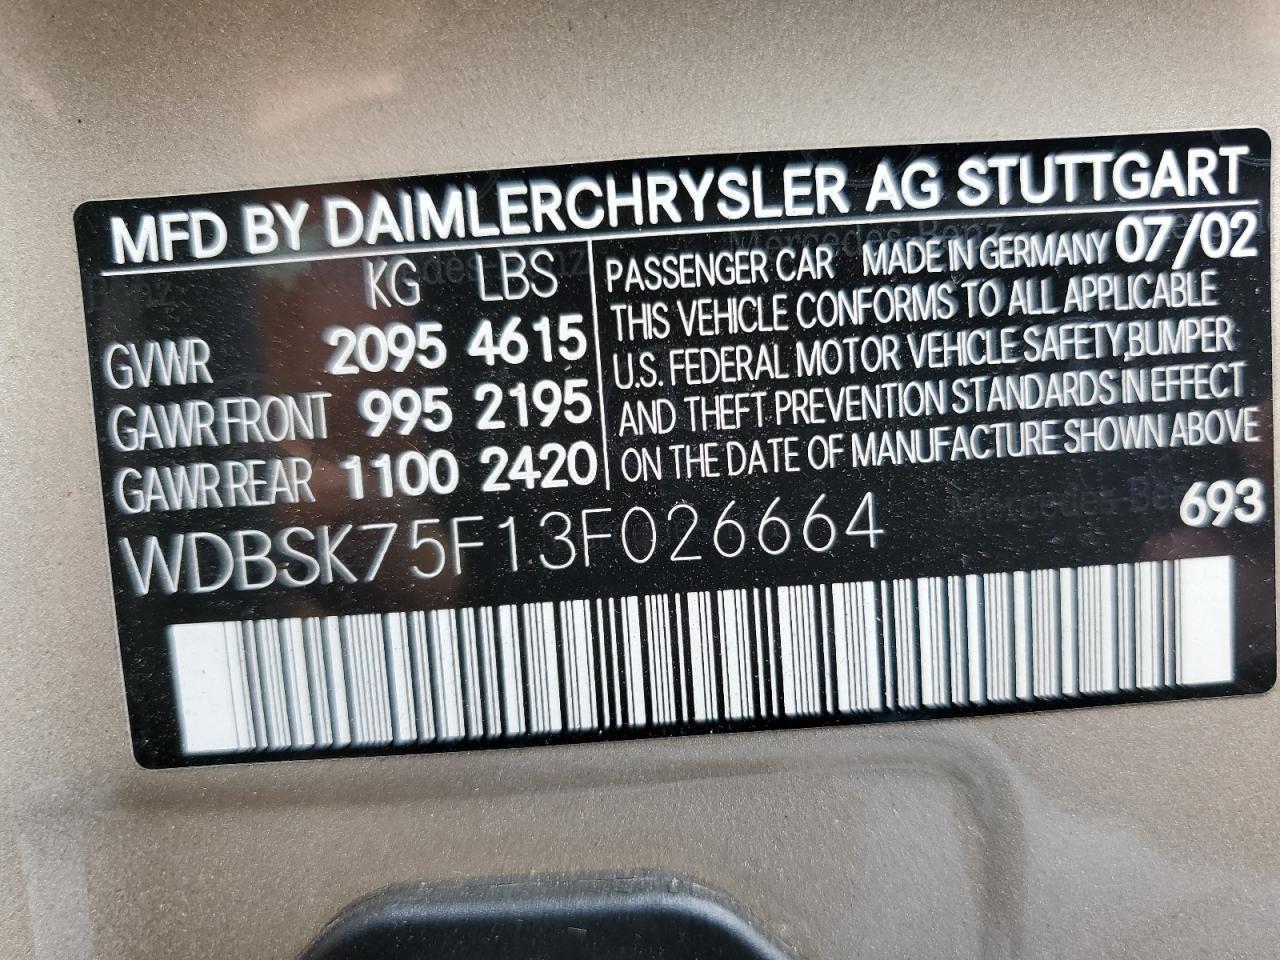 MFD BY DAIMLERCHRYSLER AG STUTTGART
KG LBS
GVWR 2095 4615
GAWR FRONT 995 2195
GAWR REAR 1100 2420
PASSENGER CAR MADE IN GERMANY 07/02
THIS VEHICLE CONFORMS TO ALL APPLICABLE
U.S. FEDERAL MOTOR VEHICLE SAFETY, BUMPER
AND THEFT PREVENTION STANDARDS IN EFFECT
ON THE DATE OF MANUFACTURE SHOWN ABOVE
693
WDBSK75F13F026664